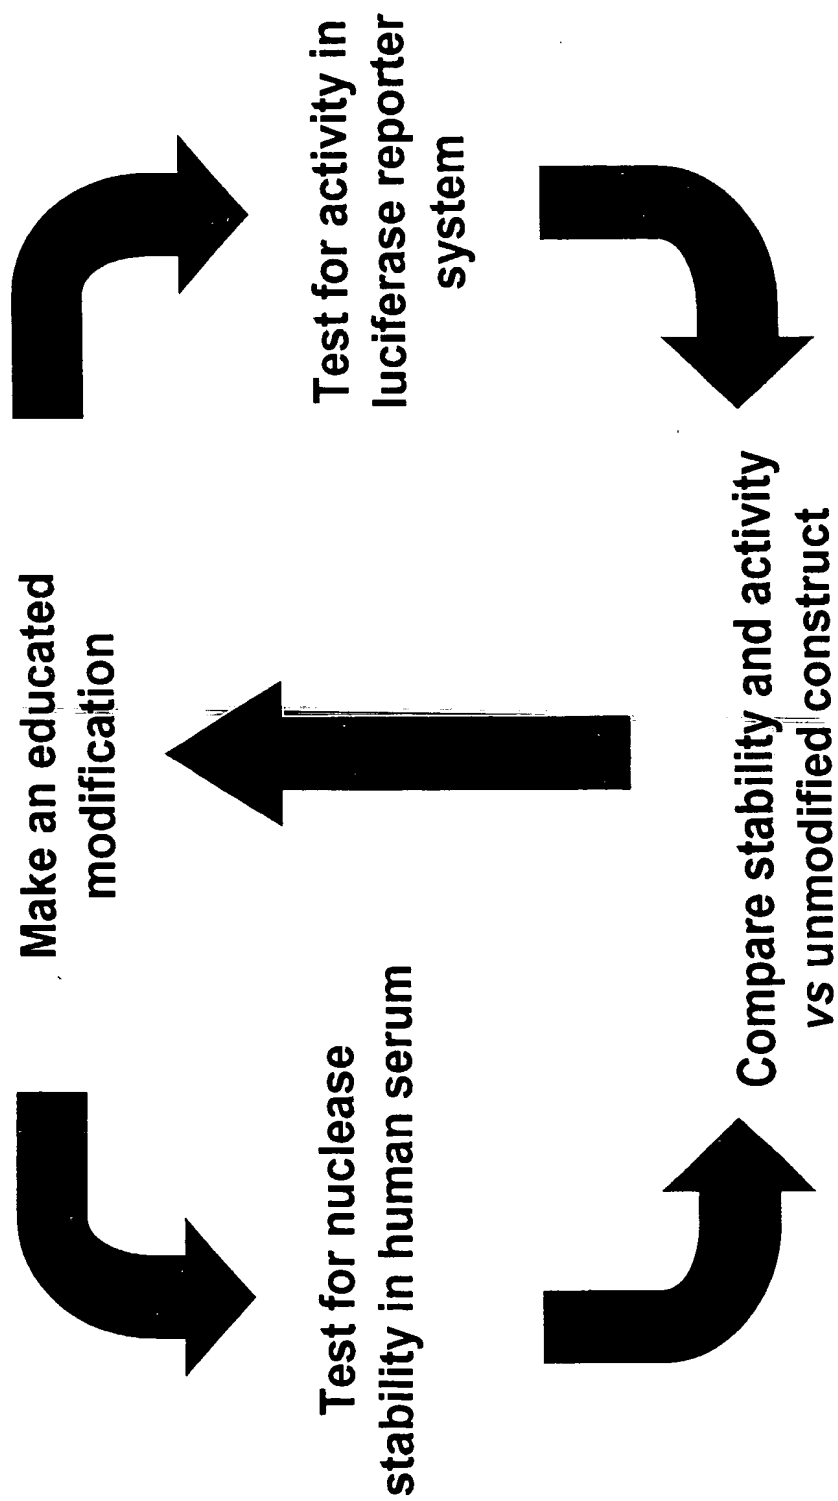 Make an educated
modification
Test for nuclease
stability in human serum
Test for activity in
luciferase reporter
system
Compare stability and activity
vs unmodified construct